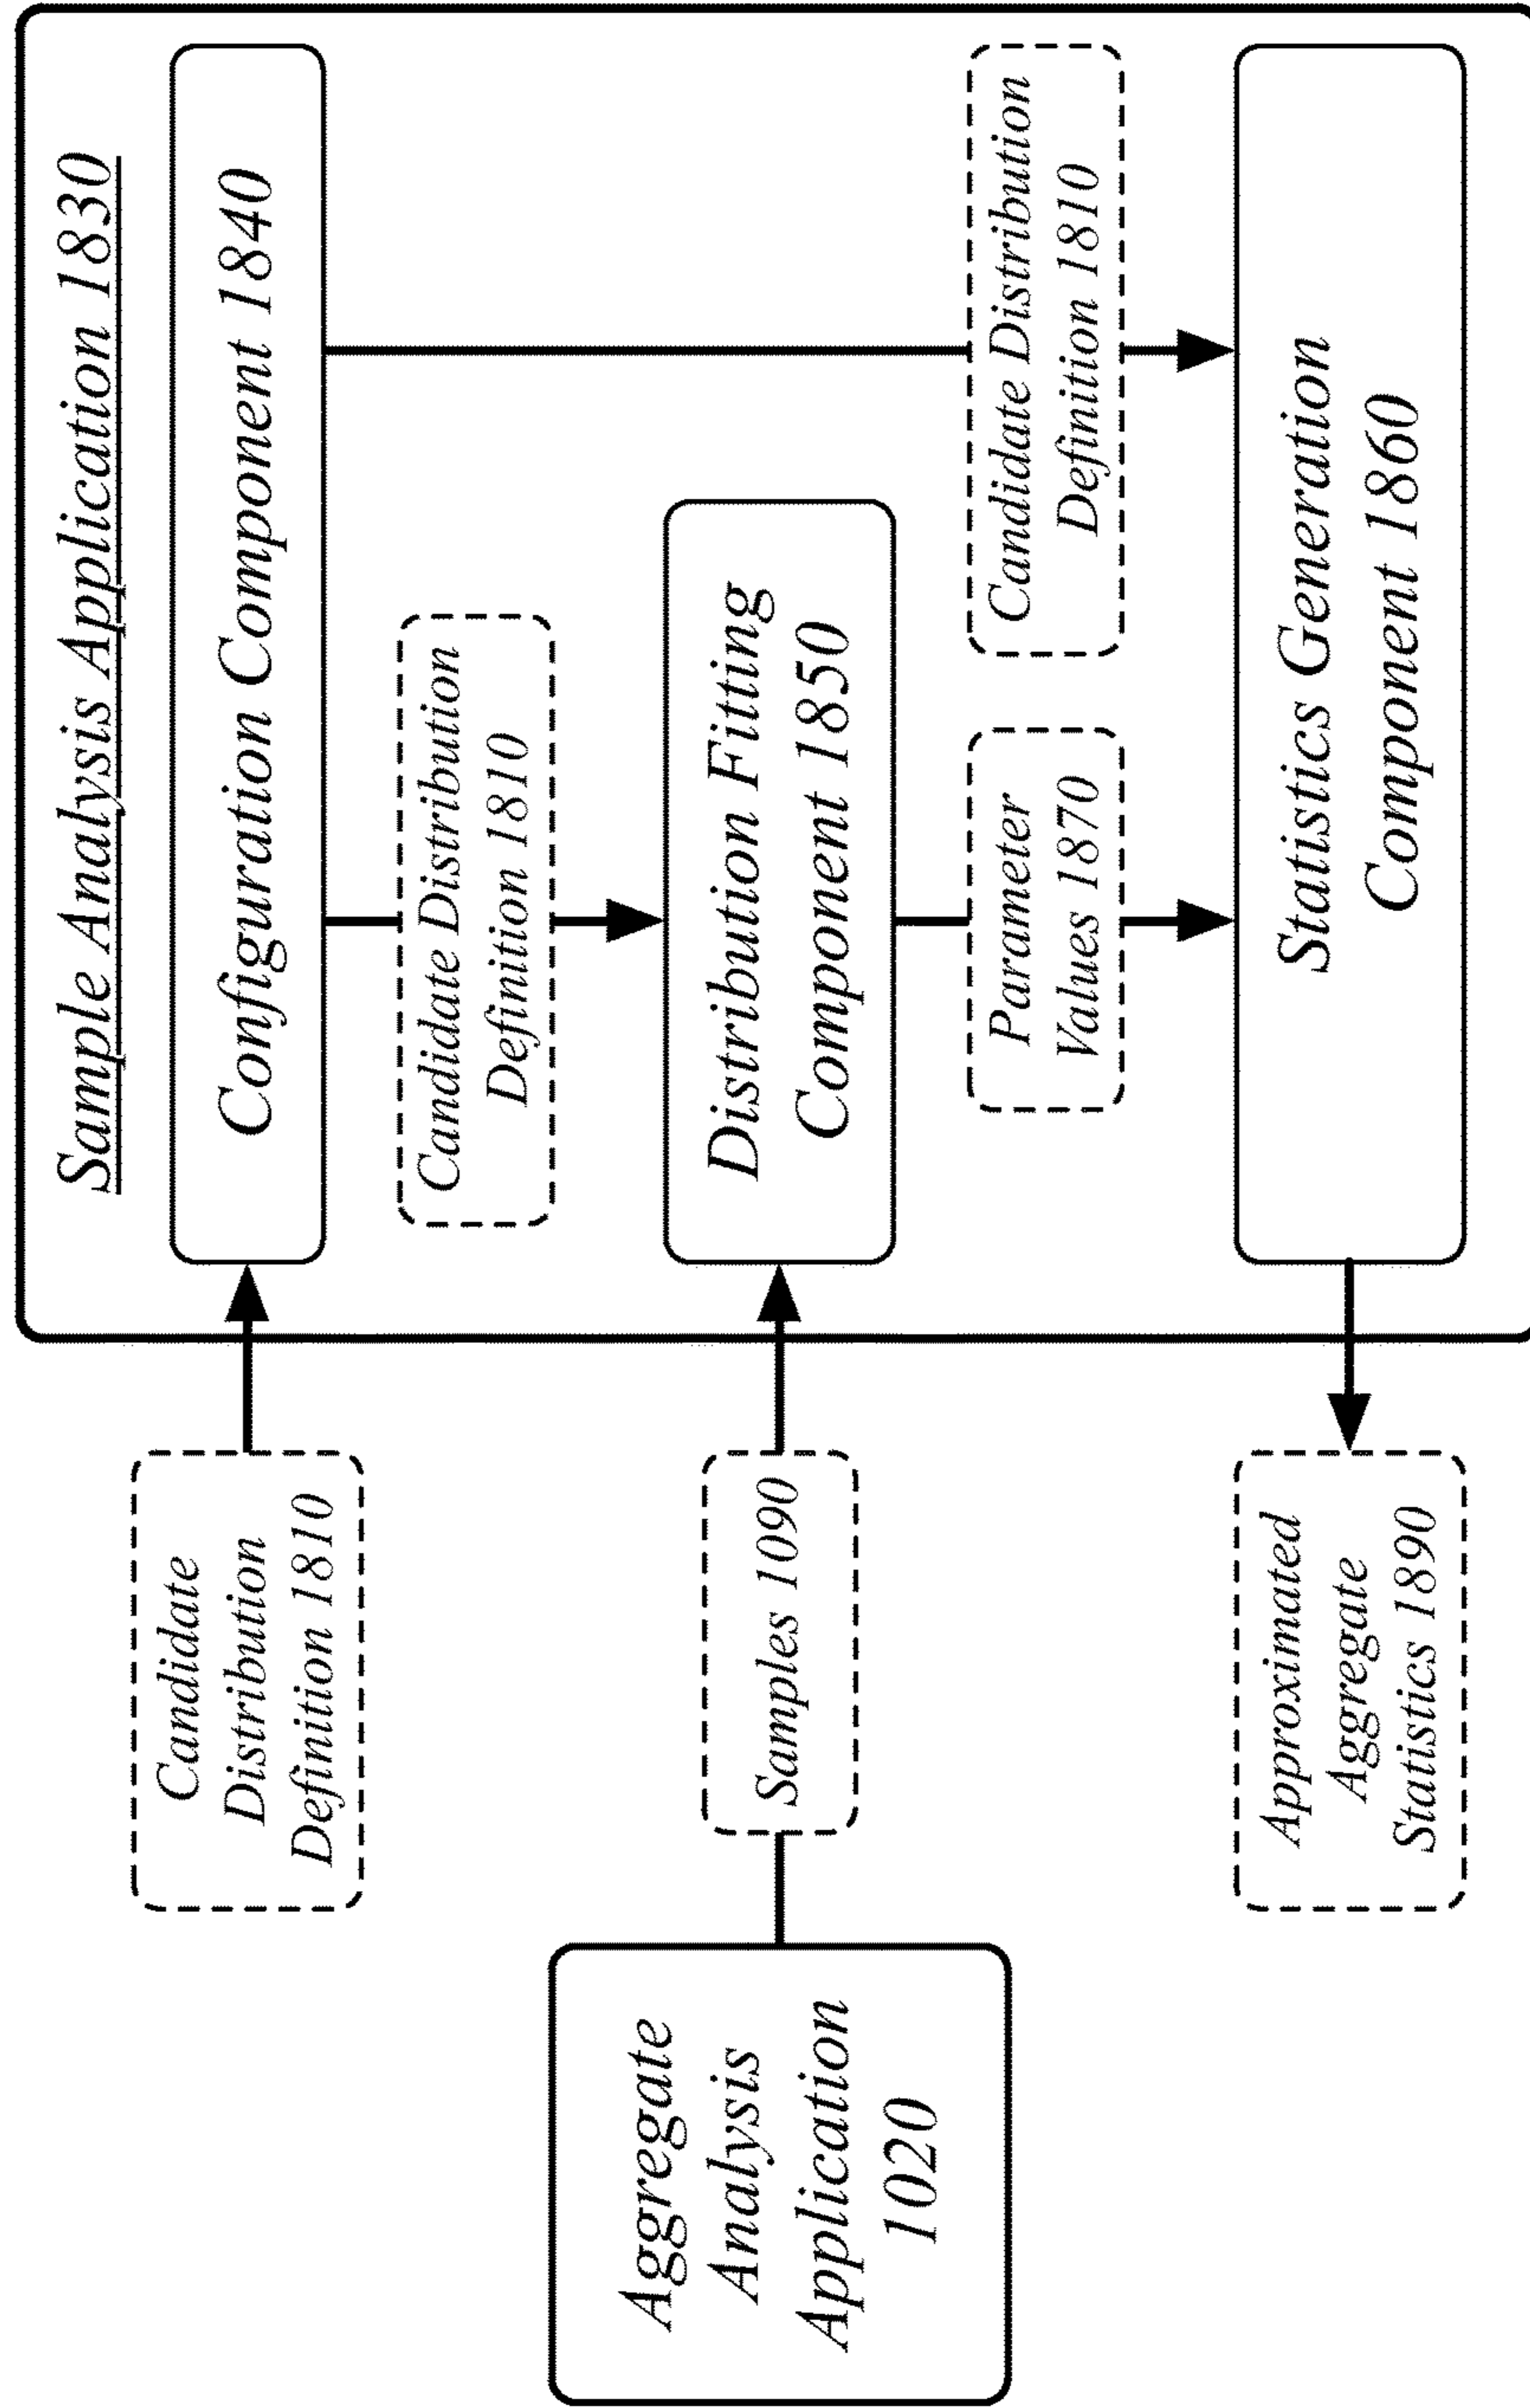 Sample Analysis Application 1830
Configuration Component 1840
Candidate
Distribution
Definition 1810
Candidate Distribution
Definition 1810
Aggregate
Analysis
Application
1020
Samples 1090
Distribution Fitting
Component 1850
Parameter
Values 1870
Candidate Distribution
Definition 1810
Approximated
Aggregate
Statistics 1890
Statistics Generation
Component 1860